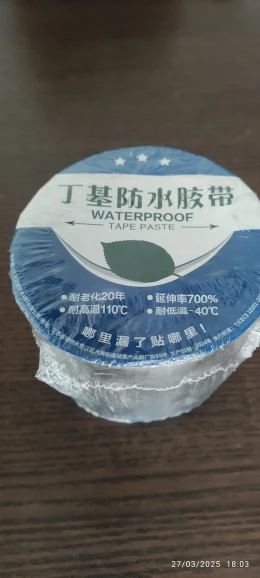 丁基防水胶带
WATERPROOF
TAPE PASTE
●耐老化20年 ●延伸率700%
●耐高温110℃ ●耐低温-40℃
哪里漏了贴哪里!
27/03/2025 18:03